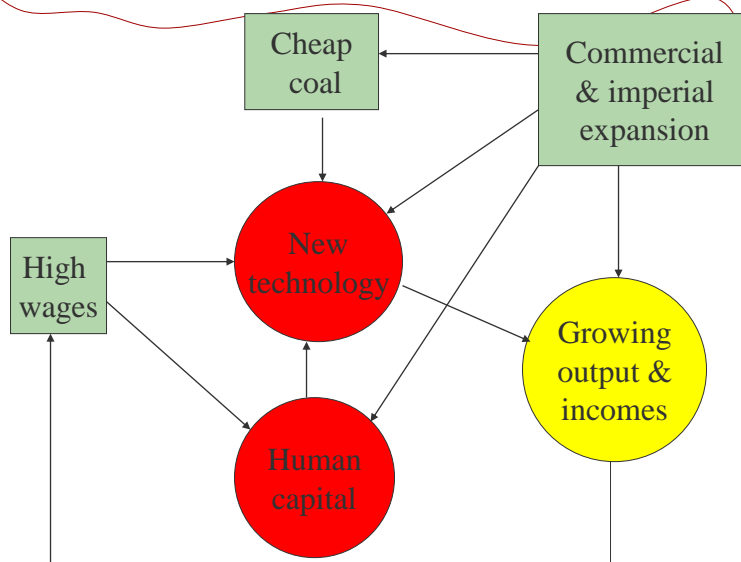 Cheap
coal
Commercial
& imperial
expansion
New
technology
High
wages
Growing
output &
incomes
Human
capital